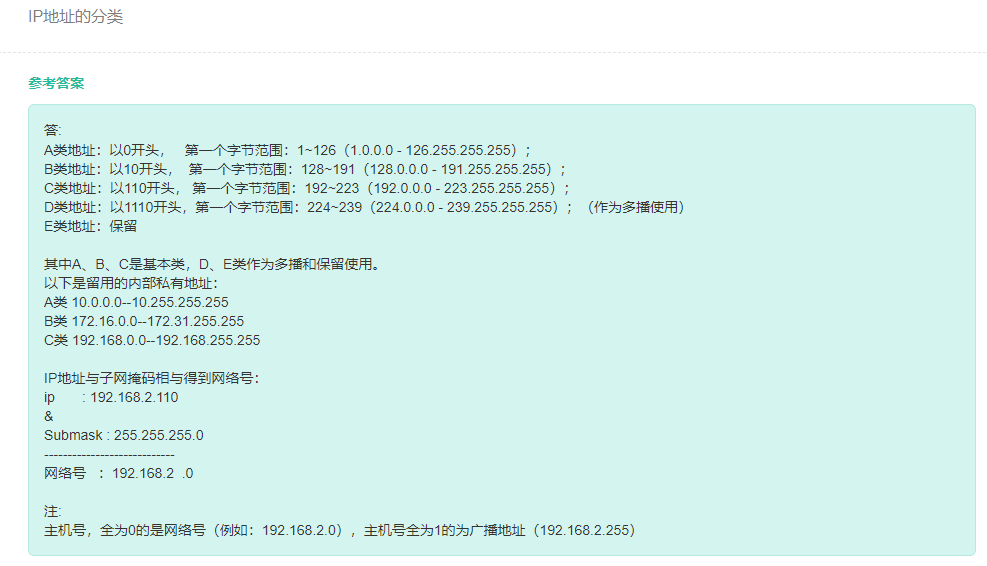 IP地址的分类
参考答案
答:
A类地址：以0开头， 第一个字节范围：1~126（1.0.0.0 - 126.255.255.255）；
B类地址：以10开头， 第一个字节范围：128~191（128.0.0.0 - 191.255.255.255）；
C类地址：以110开头， 第一个字节范围：192~223（192.0.0.0 - 223.255.255.255）；
D类地址：以1110开头，第一个字节范围：224~239（224.0.0.0 - 239.255.255.255）；（作为多播使用）
E类地址：保留
其中A、B、C是基本类，D、E类作为多播和保留使用。
以下是留用的内部私有地址：
A类 10.0.0.0--10.255.255.255
B类 172.16.0.0--172.31.255.255
C类 192.168.0.0--192.168.255.255
IP地址与子网掩码相与得到网络号：
ip : 192.168.2.110
&
Submask : 255.255.255.0
----------------------------
网络号 ：192.168.2 .0
注:
主机号，全为0的是网络号（例如：192.168.2.0），主机号全为1的为广播地址（192.168.2.255）